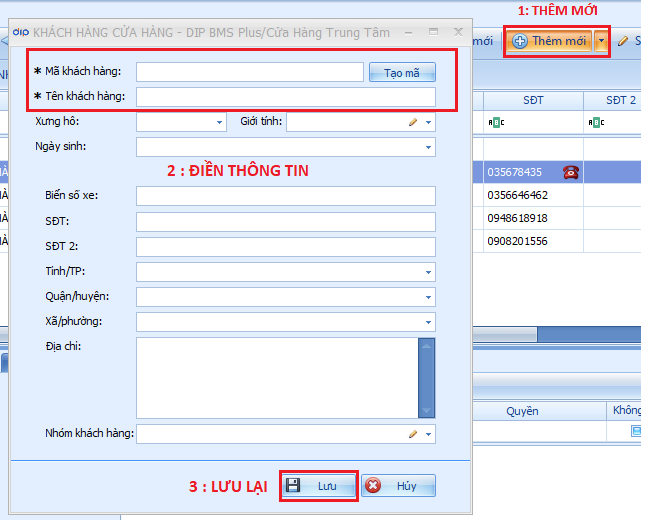 1: THÊM MỚI
dip KHÁCH HÀNG CỬA HÀNG - DIP BMS Plus/Cửa Hàng Trung Tâm
mới Thêm mới S
* Mã khách hàng: Tạo mã
* Tên khách hàng:
SĐT SĐT 2
Xưng hô: Giới tính:
ABC ABC
Ngày sinh:
2 : ĐIỀN THÔNG TIN
035678435
Biển số xe:
0356646462
SĐT:
0948618918
SĐT 2:
0908201556
Tỉnh/TP:
Quận/huyện:
Xã/phường:
Địa chỉ:
Quyền Không
Nhóm khách hàng:
3 : LƯU LẠI Lưu Hủy